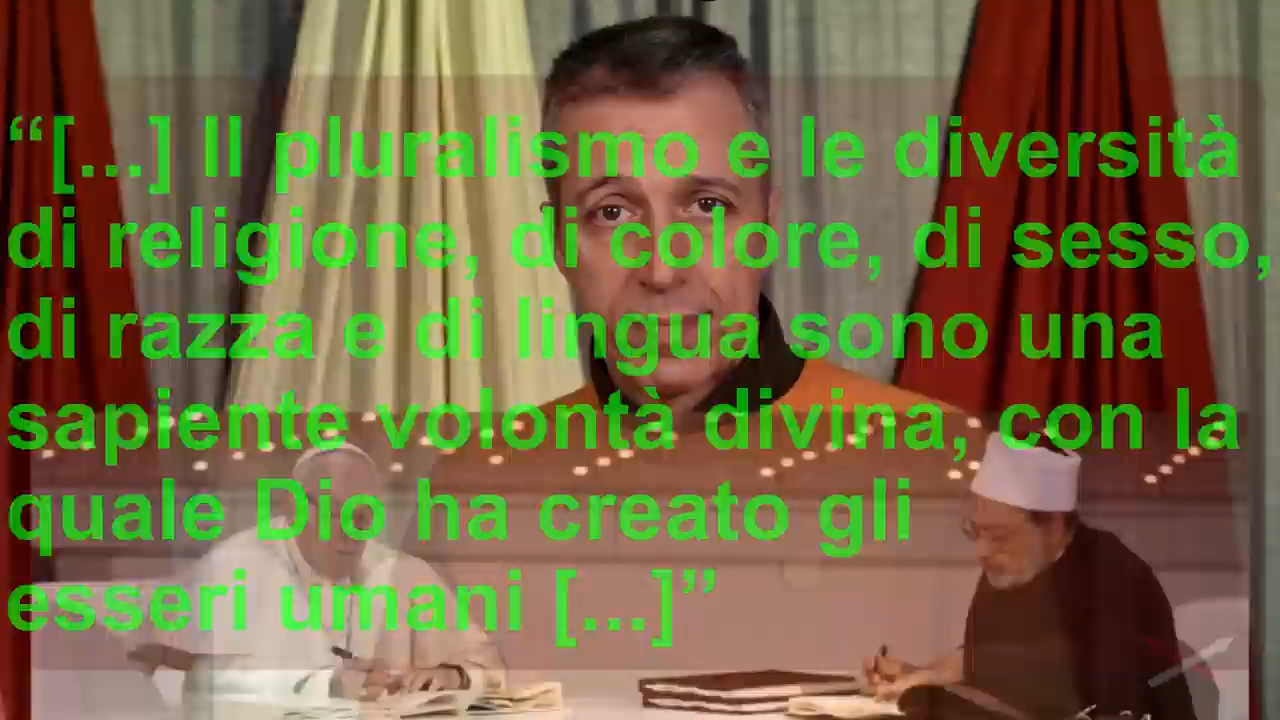 “[...] Il pluralismo e le diversità
di religione, di colore, di sesso,
di razza e di lingua sono una
sapiente volontà divina, con la
quale Dio ha creato gli
esseri umani [...]”